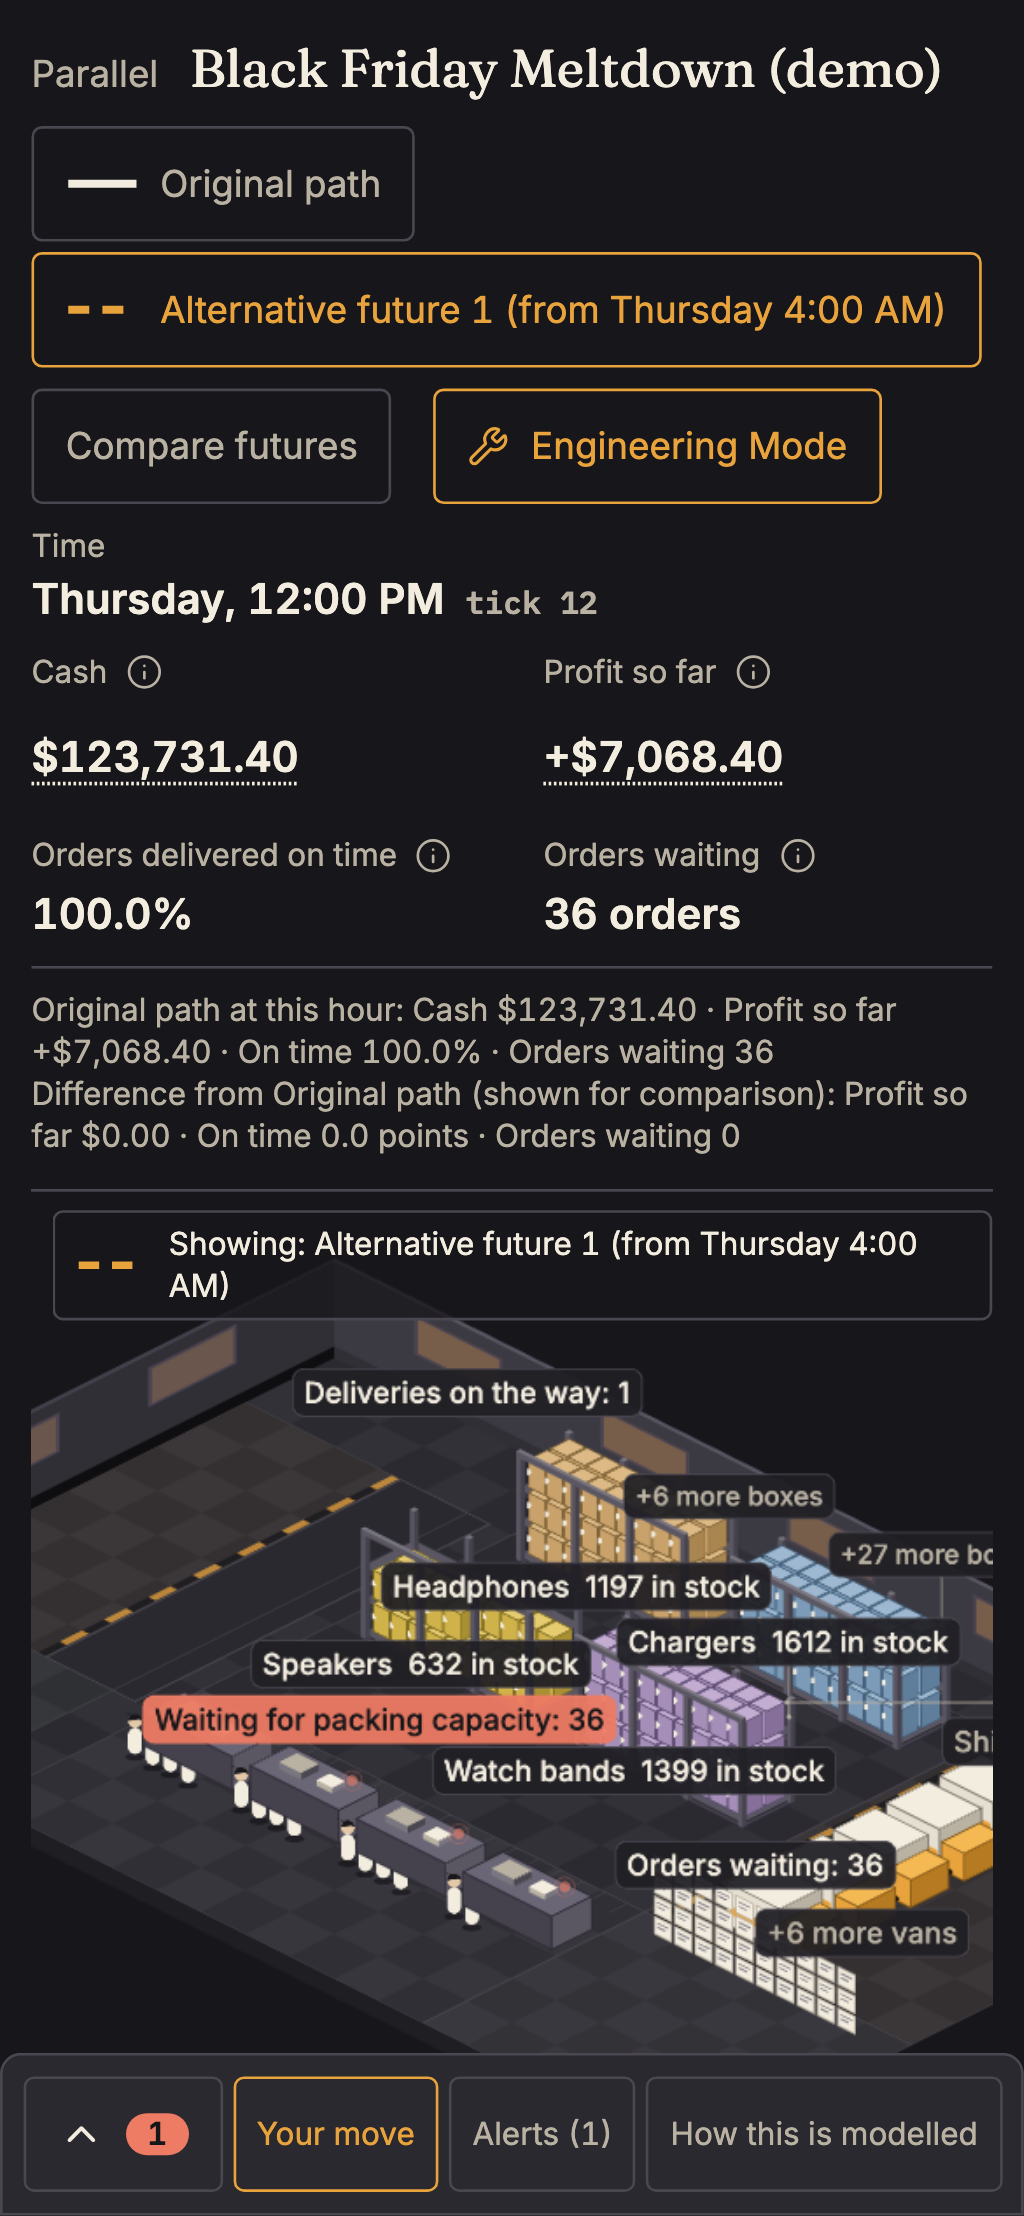 Parallel Black Friday Meltdown (demo)
Original path
Alternative future 1 (from Thursday 4:00 AM)
Compare futures
Engineering Mode
Time
Thursday, 12:00 PM tick 12
Cash
Profit so far
$123,731.40
+$7,068.40
Orders delivered on time
Orders waiting
100.0%
36 orders
Original path at this hour: Cash $123,731.40 · Profit so far
+$7,068.40 · On time 100.0% · Orders waiting 36
Difference from Original path (shown for comparison): Profit so
far $0.00 · On time 0.0 points · Orders waiting 0
Showing: Alternative future 1 (from Thursday 4:00
AM)
Deliveries on the way: 1
+6 more boxes
+27 more
Headphones 1197 in stock
Chargers 1612 in stock
Speakers 632 in stock
Waiting for packing capacity: 36
Watch bands 1399 in stock
Orders waiting: 36
+6 more vans
1
Your move
Alerts (1)
How this is modelled